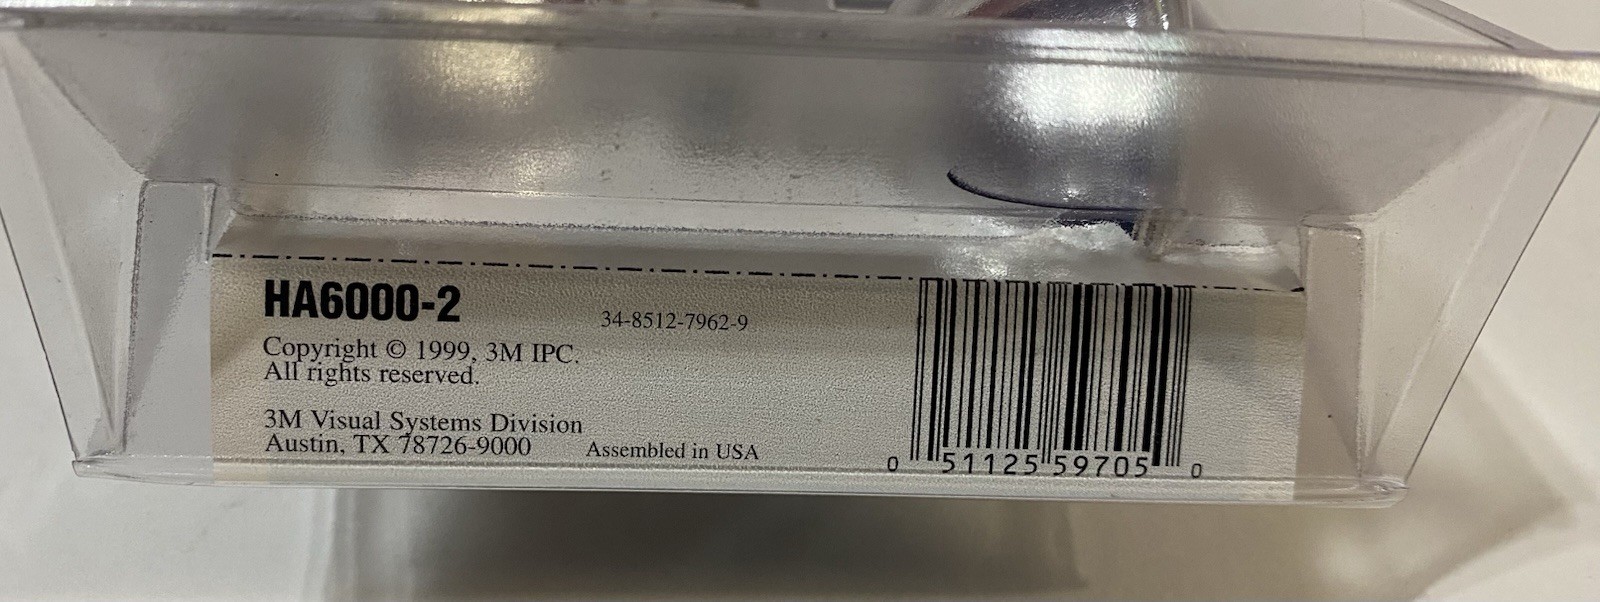 HA6000-2
34-8512-7962-9
Copyright © 1999, 3M IPC.
All rights reserved.
3M Visual Systems Division
Austin, TX 78726-9000
Assembled in USA
0 51125 59705 0